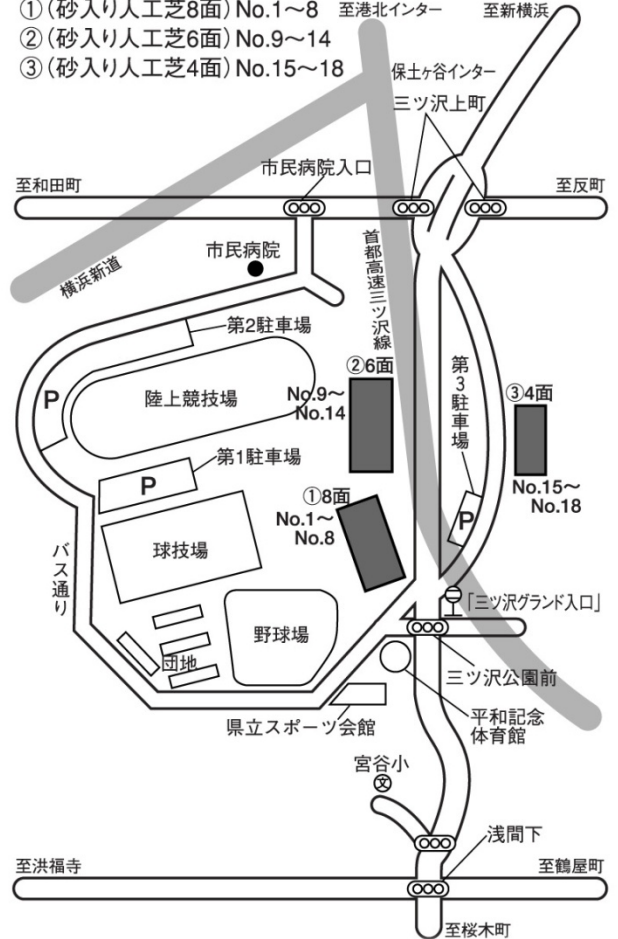 ①(砂入り人工芝8面)No.1〜8
②(砂入り人工芝6面)No.9〜14
③(砂入り人工芝4面)No.15〜18
至港北インター
至新横浜
保土ヶ谷インター
三ツ沢上町
市民病院入口
至和田町
至反町
市民病院
横浜新道
首都高速三ツ沢線
第2駐車場
②6面
第3駐車場
③4面
P
陸上競技場
No.9〜
No.14
第1駐車場
P
①8面
No.15〜
No.18
No.1〜
No.8
P
球技場
バス通り
「三ツ沢グランド入口」
野球場
団地
三ツ沢公園前
県立スポーツ会館
平和記念
体育館
宮谷小
文
浅間下
至洪福寺
至鶴屋町
至桜木町